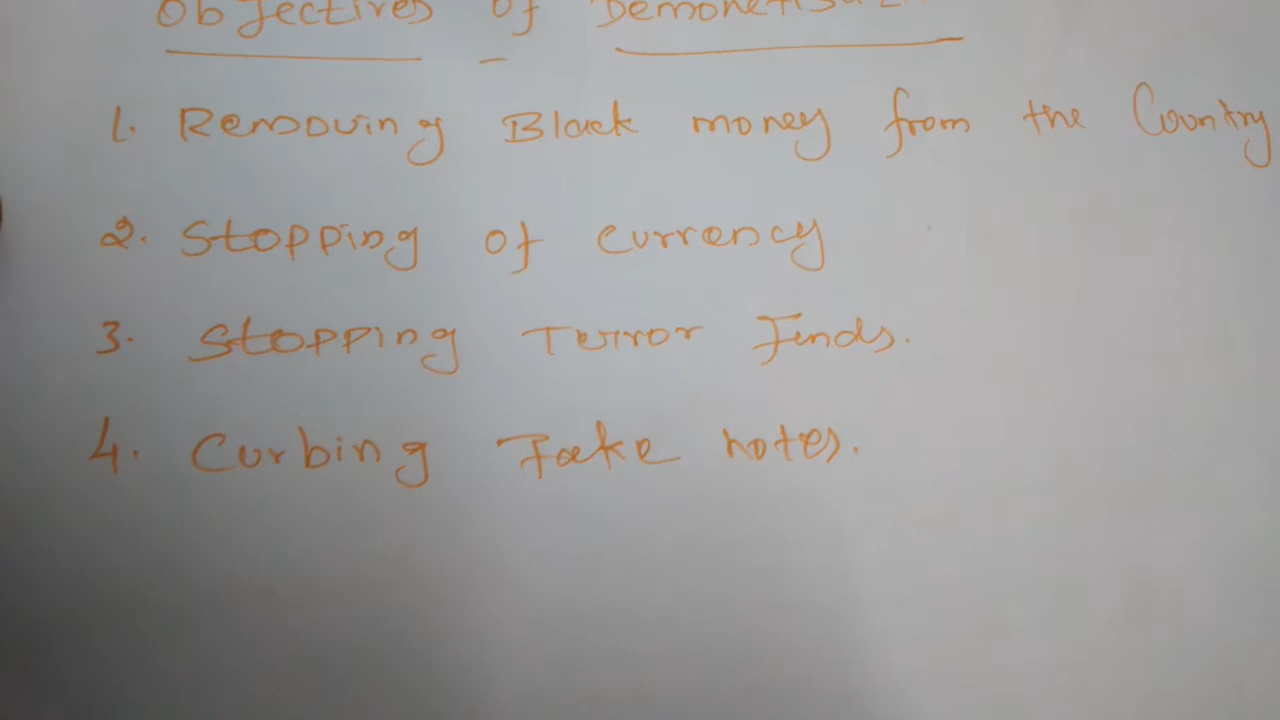 Objectives of Demonetisa
1. Removing Black money from the Country
2. Stopping of currency
3. Stopping Terror Funds.
4. Curbing Fake notes.